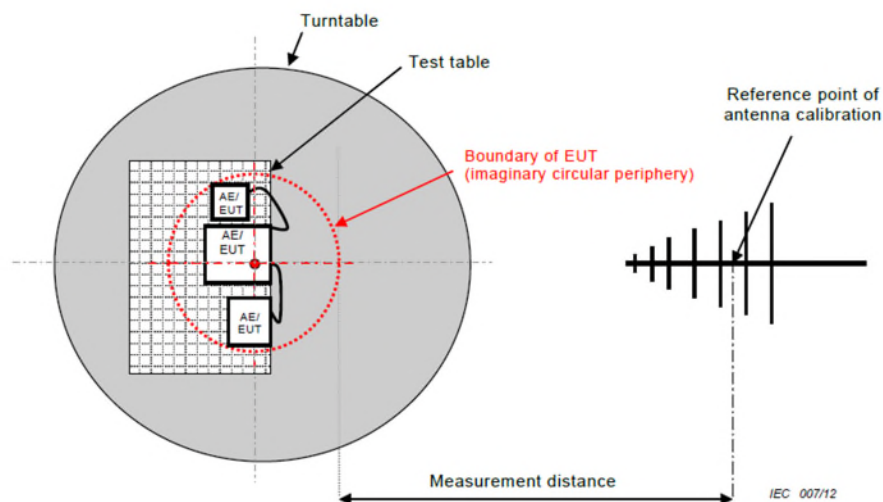 Turntable
Test table
Reference point of
antenna calibration
Boundary of EUT
(imaginary circular periphery)
AE/
EUT
AE/
EUT
AE/
EUT
Measurement distance
IEC 007/12